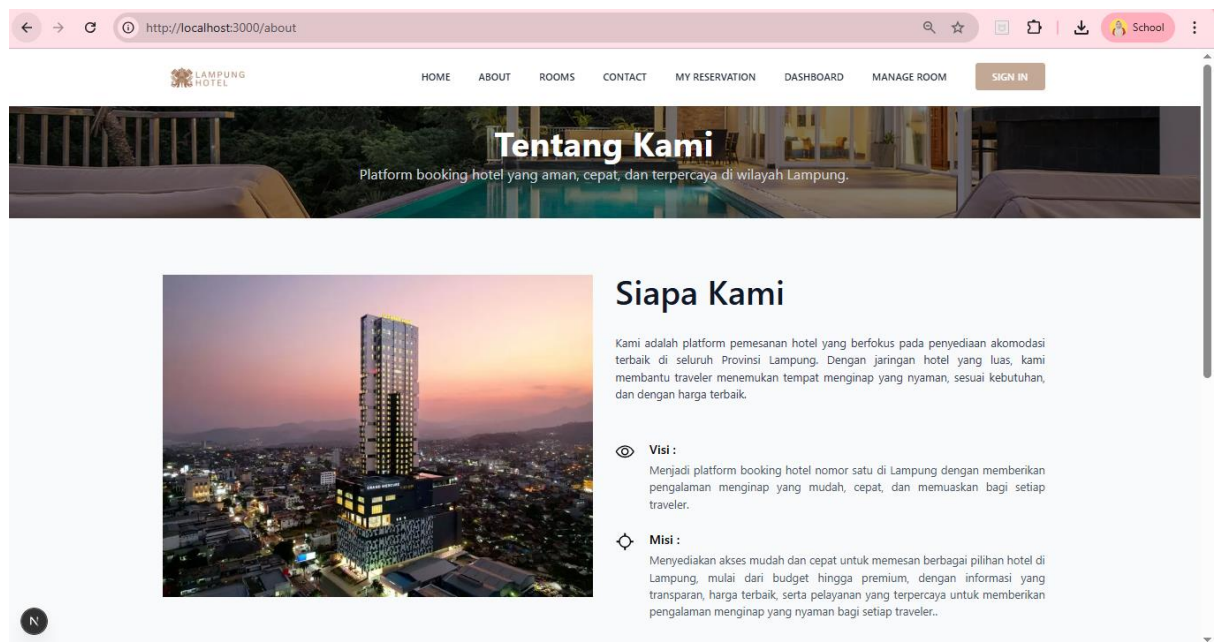 http://localhost:3000/about
School
LAMPUNG
HOTEL
HOME ABOUT ROOMS CONTACT MY RESERVATION DASHBOARD MANAGE ROOM SIGN IN
Tentang Kami
Platform booking hotel yang aman, cepat, dan terpercaya di wilayah Lampung.
Siapa Kami
Kami adalah platform pemesanan hotel yang berfokus pada penyediaan akomodasi
terbaik di seluruh Provinsi Lampung. Dengan jaringan hotel yang luas, kami
membantu traveler menemukan tempat menginap yang nyaman, sesuai kebutuhan,
dan dengan harga terbaik.
Visi :
Menjadi platform booking hotel nomor satu di Lampung dengan memberikan
pengalaman menginap yang mudah, cepat, dan memuaskan bagi setiap
traveler.
Misi :
Menyediakan akses mudah dan cepat untuk memesan berbagai pilihan hotel di
Lampung, mulai dari budget hingga premium, dengan informasi yang
transparan, harga terbaik, serta pelayanan yang terpercaya untuk memberikan
pengalaman menginap yang nyaman bagi setiap traveler..
GRAND MERCURE
N